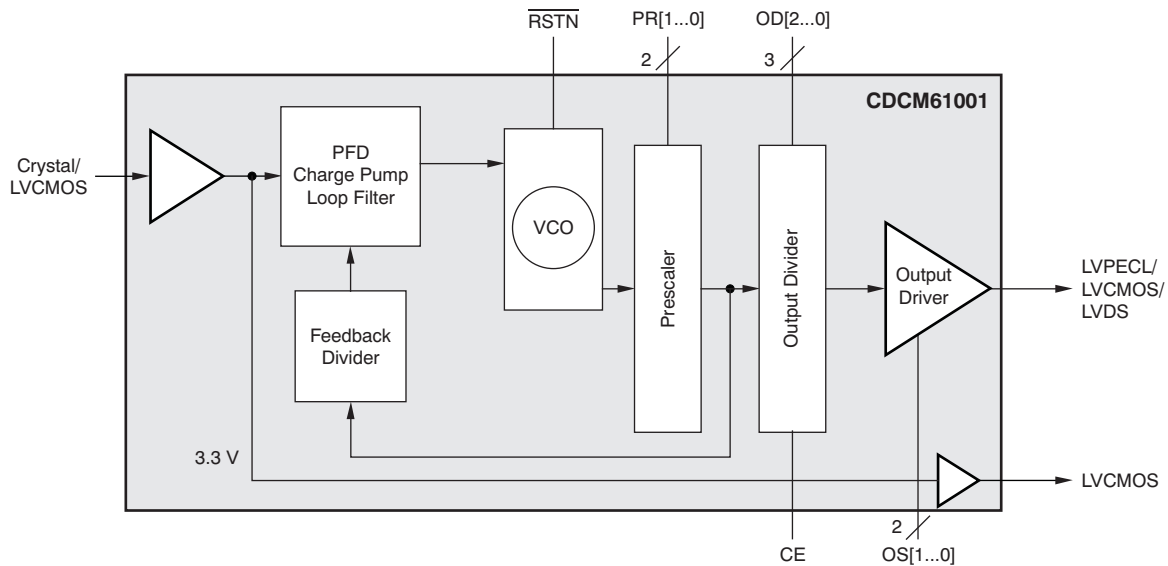 RSTN
PR[1...0]
OD[2...0]
2
3
CDCM61001
Crystal/
LVCMOS
PFD
Charge Pump
Loop Filter
VCO
Prescaler
Output Divider
Output
Driver
LVPECL/
LVCMOS/
LVDS
Feedback
Divider
3.3 V
LVCMOS
2
CE
OS[1...0]